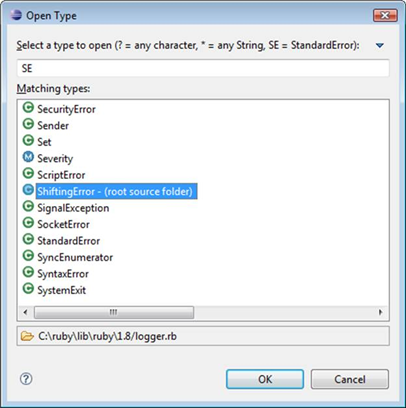 Open Type
Select a type to open (? = any character, * = any String, SE = StandardError):
SE
Matching types:
C SecurityError
C Sender
C Set
M Severity
C ScriptError
C ShiftingError - (root source folder)
C SignalException
C SocketError
C StandardError
C SyncEnumerator
C SyntaxError
C SystemExit
C:\ruby\lib\ruby\1.8/logger.rb
? OK Cancel